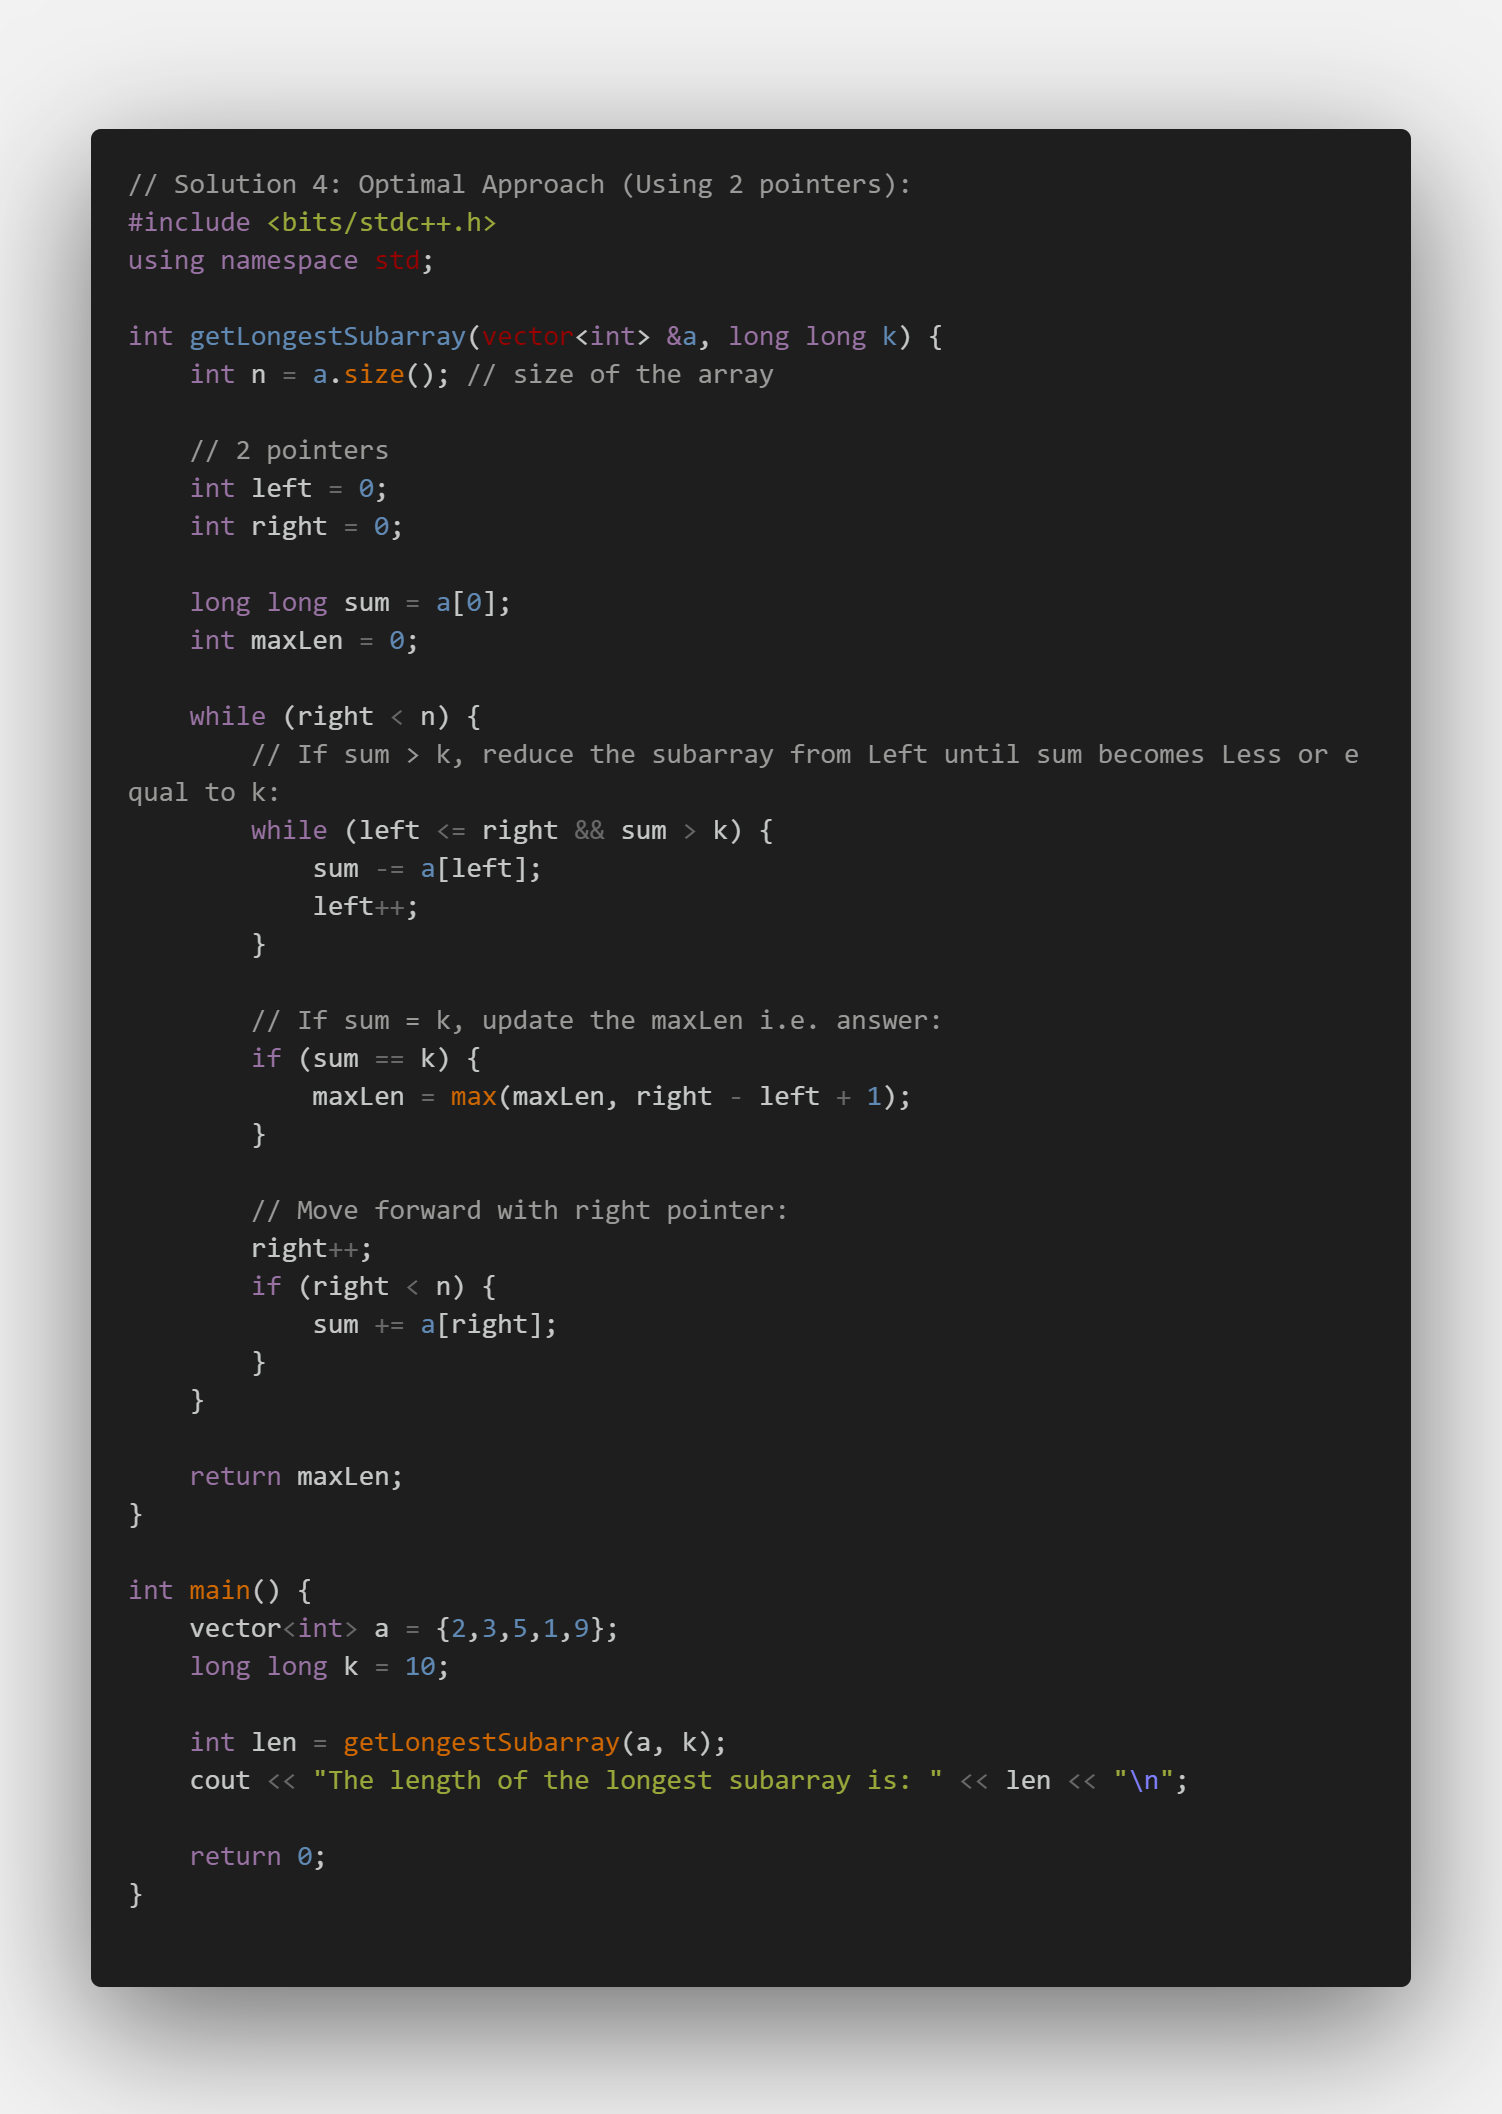 // Solution 4: Optimal Approach (Using 2 pointers):
#include <bits/stdc++.h>
using namespace std;

int getLongestSubarray(vector<int> &a, long long k) {
    int n = a.size(); // size of the array

    // 2 pointers
    int left = 0;
    int right = 0;

    long long sum = a[0];
    int maxLen = 0;

    while (right < n) {
        // If sum > k, reduce the subarray from Left until sum becomes Less or e
qual to k:
        while (left <= right && sum > k) {
            sum -= a[left];
            left++;
        }

        // If sum = k, update the maxLen i.e. answer:
        if (sum == k) {
            maxLen = max(maxLen, right - left + 1);
        }

        // Move forward with right pointer:
        right++;
        if (right < n) {
            sum += a[right];
        }
    }

    return maxLen;
}

int main() {
    vector<int> a = {2,3,5,1,9};
    long long k = 10;

    int len = getLongestSubarray(a, k);
    cout << "The length of the longest subarray is: " << len << "\n";

    return 0;
}